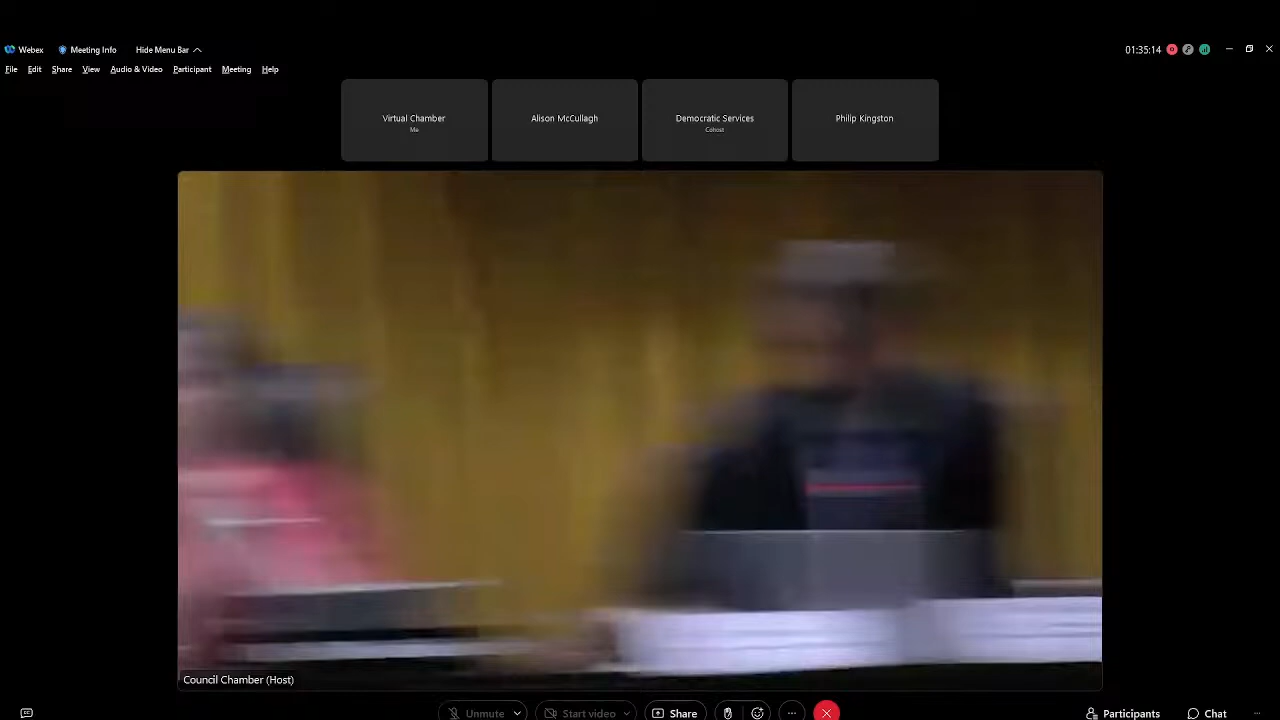 Webex Meeting Info Hide Menu Bar 01:35:14
File Edit Share View Audio & Video Participant Meeting Help
Virtual Chamber
Me
Alison McCullagh
Democratic Services
Cohost
Philip Kingston
Council Chamber (Host)
Unmute Start video Share Participants Chat